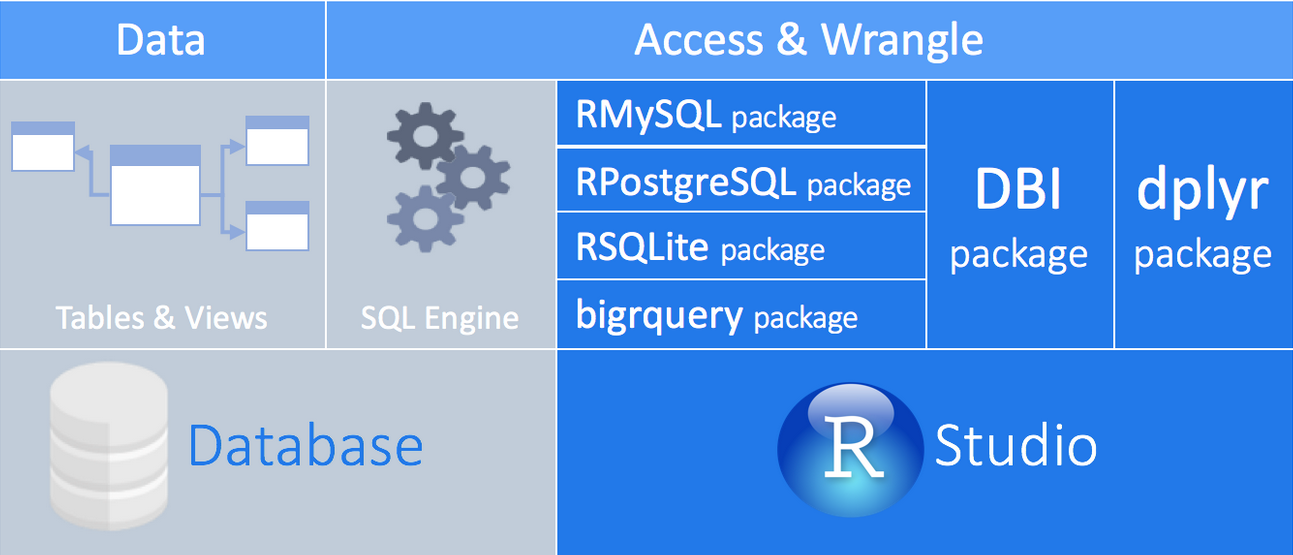 Data
Access & Wrangle
Tables & Views
SQL Engine
RMySQL package
RPostgreSQL package
RSQLite package
bigrquery package
DBI
package
dplyr
package
Database
R Studio